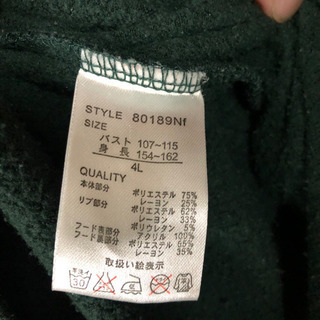 STYLE 80189Nf
SIZE
バスト 107~115
身長 154~162
4L
QUALITY
本体部分 ポリエステル 75%
レーヨン 25%
リブ部分 ポリエステル 62%
レーヨン 33%
ポリウレタン 5%
フード表部分 アクリル 100%
フード裏部分 ポリエステル 65%
レーヨン 35%
取扱い絵表示
30